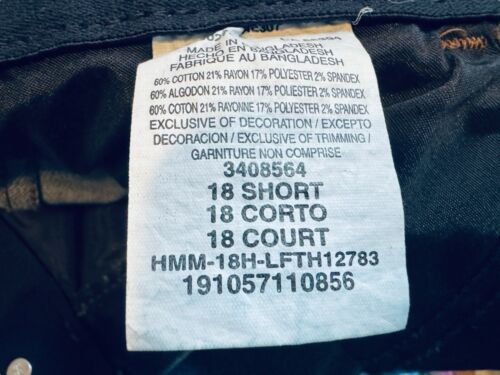 MADE IN
HECHO EN BANGLADESH
FABRIQUÉ AU BANGLADESH
60% COTTON 21% RAYON 17% POLYESTER 2% SPANDEX
60% ALGODON 21% RAYON 17% POLYESTER 2% SPANDEX
60% COTON 21% RAYONNE 17% POLYESTER 2% SPANDEX
EXCLUSIVE OF DECORATION / EXCEPTO
DECORACION / EXCLUSIVE OF TRIMMING /
GARNITURE NON COMPRISE
3408564
18 SHORT
18 CORTO
18 COURT
HMM-18H-LFTH12783
191057110856